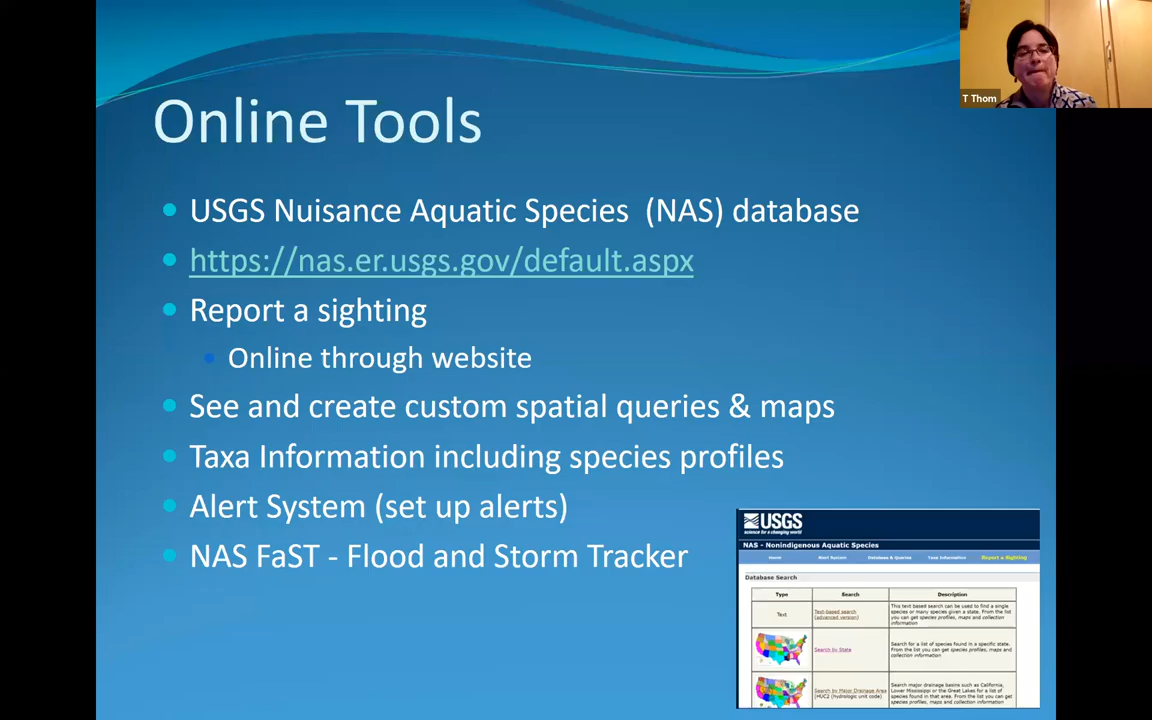 T Thom
Online Tools
USGS Nuisance Aquatic Species (NAS) database
https://nas.er.usgs.gov/default.aspx
Report a sighting
Online through website
See and create custom spatial queries & maps
Taxa Information including species profiles
Alert System (set up alerts)
NAS FaST - Flood and Storm Tracker
USGS
science for a changing world
NAS - Nonindigenous Aquatic Species
Home Alert System Database & Queries Taxa Information Report a Sighting
Database Search
Type Search Description
Text
Text-based search
(advanced version)
This text based search can be used to find a single
species or many species given a state. From the list
you can get species profiles, maps and collection
information
Search by State
Search for a list of species found in a specific state.
From the list you can get species profiles, maps and
collection information
Search by Major Drainage Area
(HUC2 (hydrologic unit code)
Search major drainage basins such as California,
Lower Mississippi or the Great Lakes for a list of
species found in that area. From the list you can get
species profiles, maps and collection information